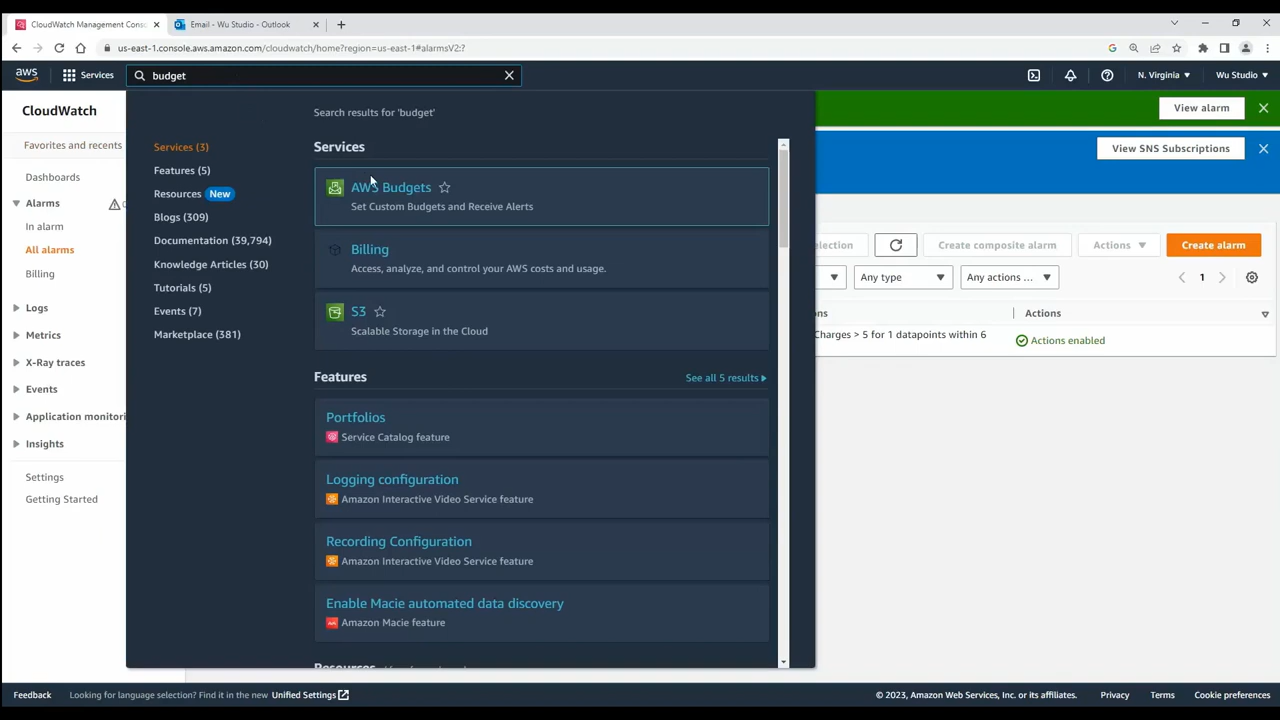 CloudWatch Management Conso
Email - Wu Studio - Outlook
us-east-1.console.aws.amazon.com/cloudwatch/home?region=us-east-1#alarmsV2:?
aws
Services
budget
N. Virginia
Wu Studio
CloudWatch
Favorites and recents
Dashboards
Alarms
In alarm
All alarms
Billing
Logs
Metrics
X-Ray traces
Events
Application monitori
Insights
Settings
Getting Started
Search results for 'budget'
Services (3)
Features (5)
Resources New
Blogs (309)
Documentation (39,794)
Knowledge Articles (30)
Tutorials (5)
Events (7)
Marketplace (381)
Services
AWS Budgets
Set Custom Budgets and Receive Alerts
Billing
Access, analyze, and control your AWS costs and usage.
S3
Scalable Storage in the Cloud
Features
See all 5 results
Portfolios
Service Catalog feature
Logging configuration
Amazon Interactive Video Service feature
Recording Configuration
Amazon Interactive Video Service feature
Enable Macie automated data discovery
Amazon Macie feature
View alarm
View SNS Subscriptions
election
Create composite alarm
Actions
Create alarm
Any type
Any actions ...
1
ons
Actions
Charges > 5 for 1 datapoints within 6
Actions enabled
Feedback
Looking for language selection? Find it in the new Unified Settings
© 2023, Amazon Web Services, Inc. or its affiliates.
Privacy
Terms
Cookie preferences